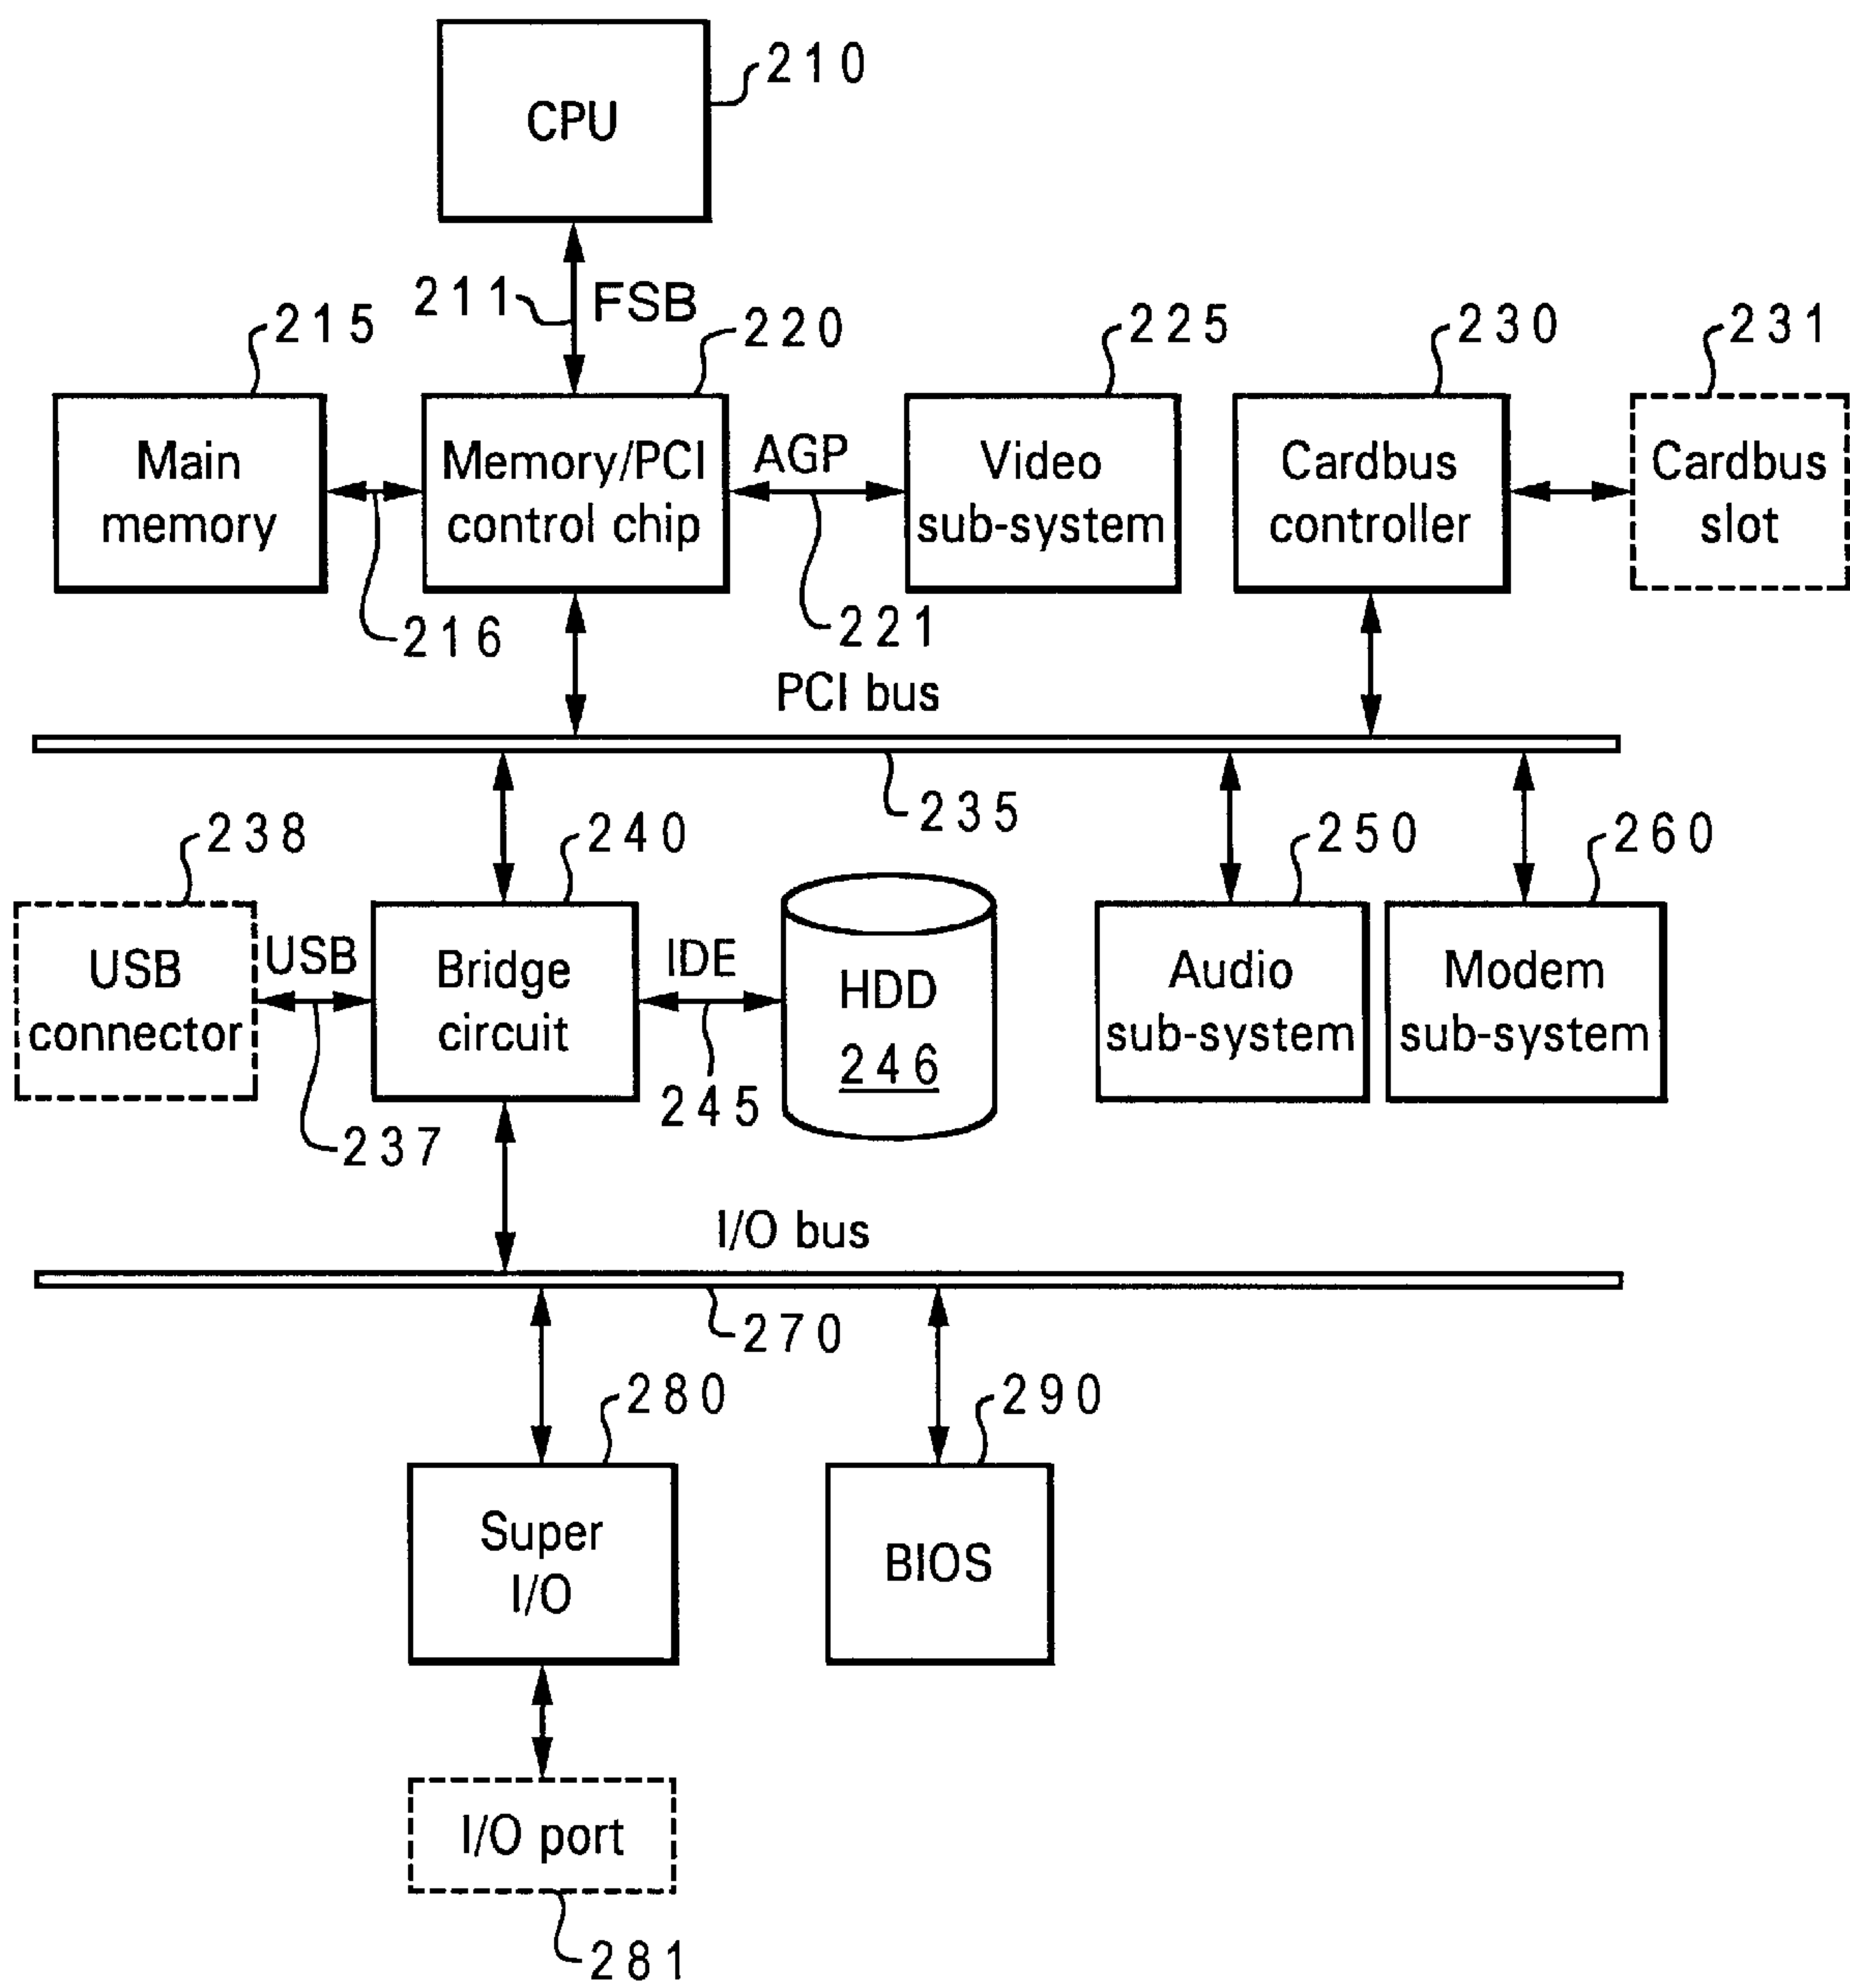 210
CPU
211
FSB
215
220
225
230
231
Main
memory
Memory/PCI
control chip
AGP
Video
sub-system
Cardbus
controller
Cardbus
slot
216
221
PCI bus
235
238
240
250
260
USB
connector
USB
Bridge
circuit
IDE
HDD
246
Audio
sub-system
Modem
sub-system
237
245
I/O bus
270
280
290
Super
I/O
BIOS
I/O port
281